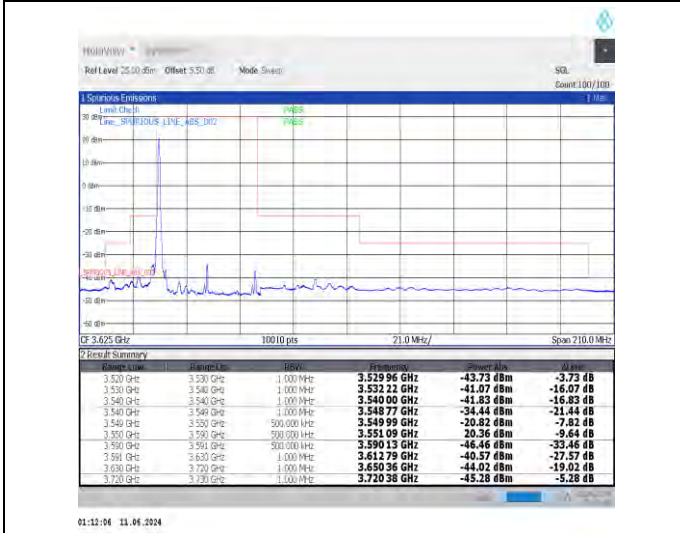 MultiView
Ref Level 25.00 dBm Offset 5.50 dB Mode Sweep SGL
Count 100/100
1 Spurious Emissions
Limit Check PASS
Line _SPURIOUS_LINE_ABS_D02 PASS
30 dBm
20 dBm
10 dBm
0 dBm
-10 dBm
-20 dBm
-30 dBm
-40 dBm
-50 dBm
-60 dBm
CF 3.625 GHz 10010 pts 21.0 MHz/ Span 210.0 MHz
2 Result Summary
Range Low Range Up RBW Frequency Power Abs ΔLimit
3.520 GHz 3.530 GHz 1.000 MHz 3.529 96 GHz -43.73 dBm -3.73 dB
3.530 GHz 3.540 GHz 1.000 MHz 3.532 22 GHz -41.07 dBm -16.07 dB
3.540 GHz 3.540 GHz 1.000 MHz 3.540 00 GHz -41.83 dBm -16.83 dB
3.540 GHz 3.549 GHz 1.000 MHz 3.548 77 GHz -34.44 dBm -21.44 dB
3.549 GHz 3.550 GHz 500.000 kHz 3.549 99 GHz -20.82 dBm -7.82 dB
3.550 GHz 3.590 GHz 500.000 kHz 3.551 09 GHz 20.36 dBm -9.64 dB
3.590 GHz 3.591 GHz 500.000 kHz 3.590 13 GHz -46.46 dBm -33.46 dB
3.591 GHz 3.630 GHz 1.000 MHz 3.612 79 GHz -40.57 dBm -27.57 dB
3.630 GHz 3.720 GHz 1.000 MHz 3.650 36 GHz -44.02 dBm -19.02 dB
3.720 GHz 3.730 GHz 1.000 MHz 3.720 38 GHz -45.28 dBm -5.28 dB
01:12:06 11.06.2024